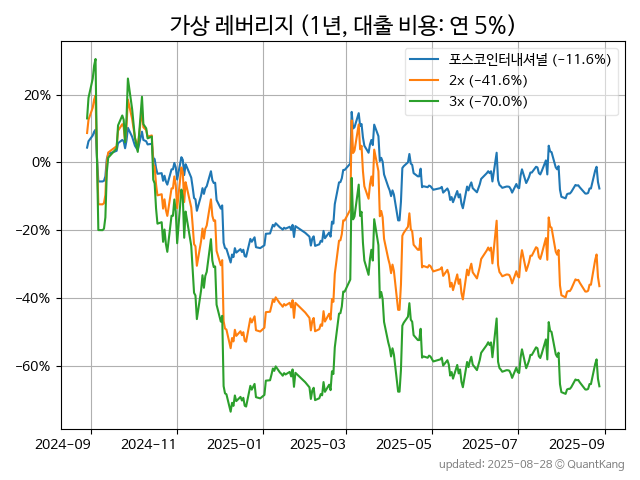 가상 레버리지 (1년, 대출 비용: 연 5%)
포스코인터내셔널 (−11.6%)
2x (−41.6%)
3x (−70.0%)
20%
0%
−20%
−40%
−60%
2024-09 2024-11 2025-01 2025-03 2025-05 2025-07 2025-09
updated: 2025-08-28 © QuantKang